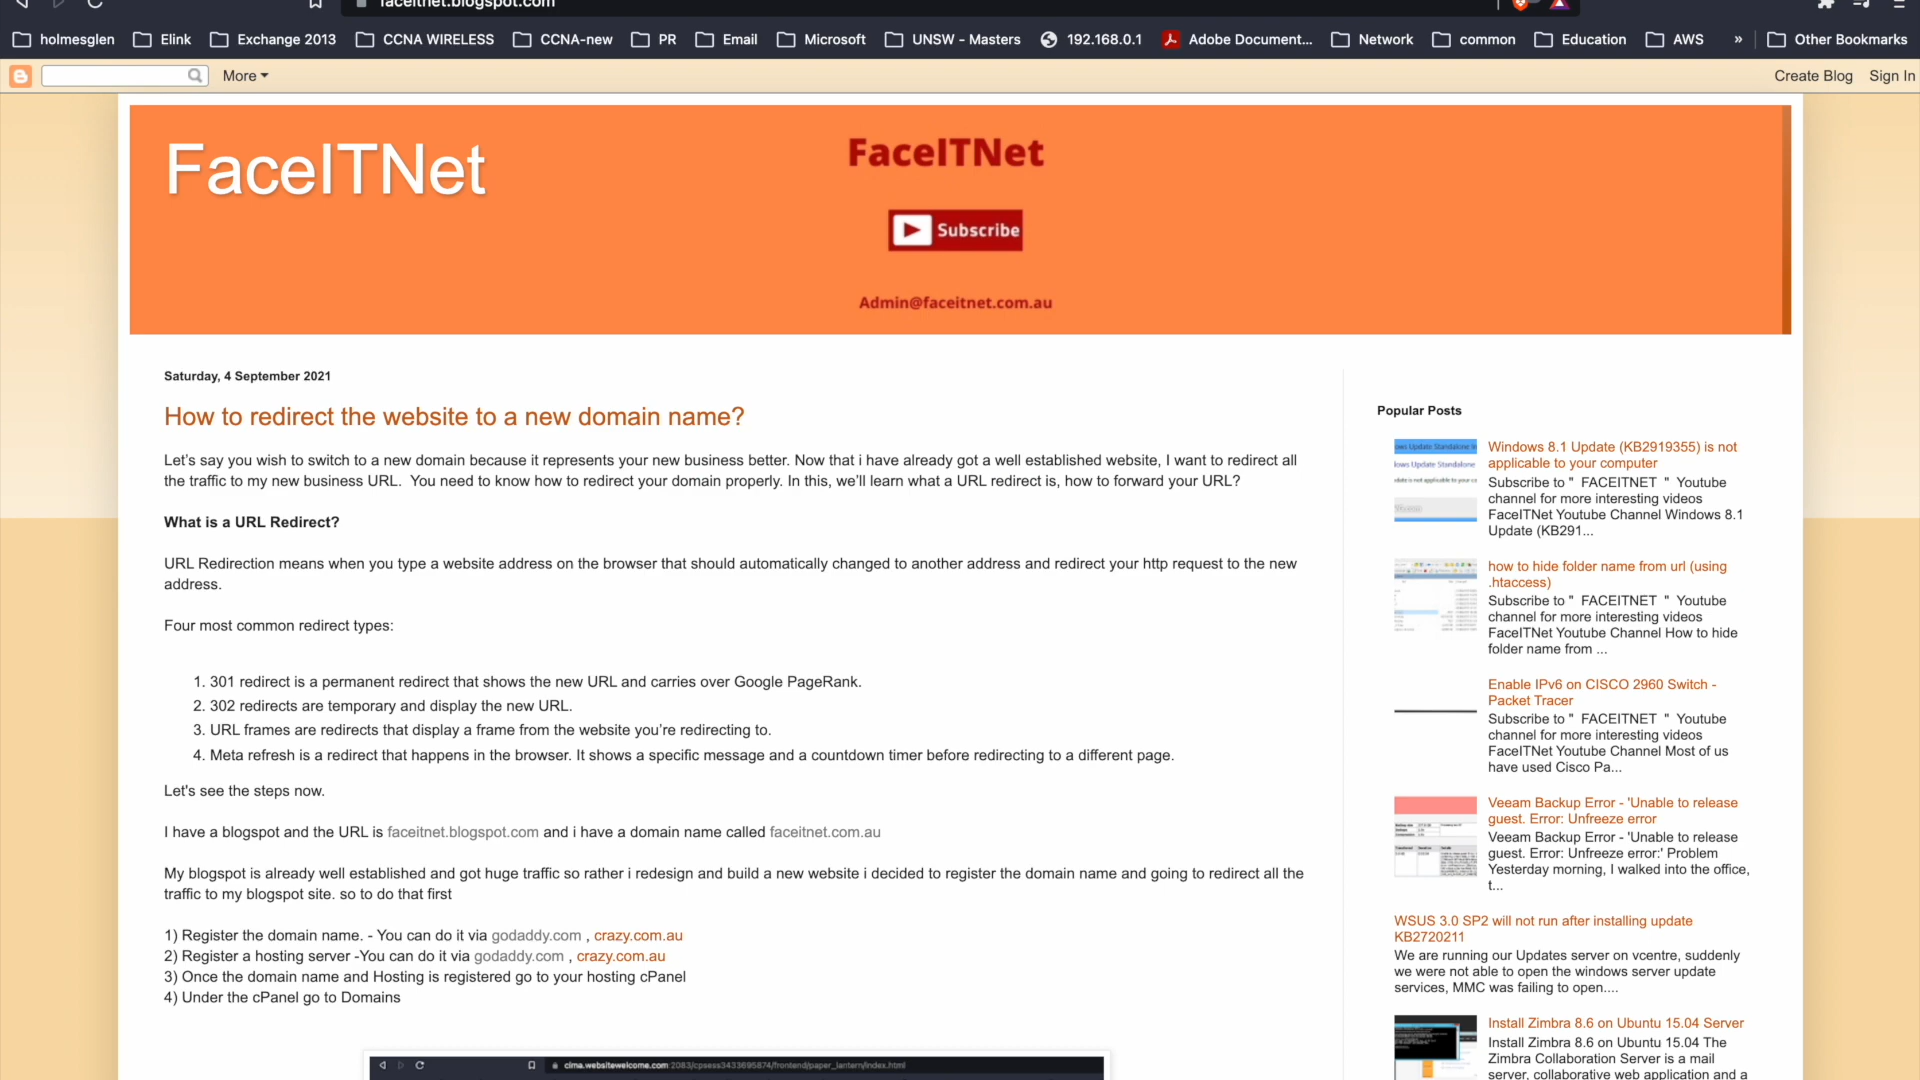 faceitnet.blogspot.com
holmesglen Elink Exchange 2013 CCNA WIRELESS CCNA-new PR Email Microsoft UNSW - Masters 192.168.0.1 Adobe Document... Network common Education AWS » Other Bookmarks
More Create Blog Sign In
FaceITNet
FaceITNet
Subscribe
Admin@faceitnet.com.au
Saturday, 4 September 2021
How to redirect the website to a new domain name?
Let’s say you wish to switch to a new domain because it represents your new business better. Now that i have already got a well established website, I want to redirect all
the traffic to my new business URL.  You need to know how to redirect your domain properly. In this, we’ll learn what a URL redirect is, how to forward your URL?
What is a URL Redirect?
URL Redirection means when you type a website address on the browser that should automatically changed to another address and redirect your http request to the new
address.
Four most common redirect types:
1. 301 redirect is a permanent redirect that shows the new URL and carries over Google PageRank.
2. 302 redirects are temporary and display the new URL.
3. URL frames are redirects that display a frame from the website you’re redirecting to.
4. Meta refresh is a redirect that happens in the browser. It shows a specific message and a countdown timer before redirecting to a different page.
Let's see the steps now.
I have a blogspot and the URL is faceitnet.blogspot.com and i have a domain name called faceitnet.com.au
My blogspot is already well established and got huge traffic so rather i redesign and build a new website i decided to register the domain name and going to redirect all the
traffic to my blogspot site. so to do that first
1) Register the domain name. - You can do it via godaddy.com , crazy.com.au
2) Register a hosting server -You can do it via godaddy.com , crazy.com.au
3) Once the domain name and Hosting is registered go to your hosting cPanel
4) Under the cPanel go to Domains
cima.websitewelcome.com:2083/cpsess3433695874/frontend/paper_lantern/index.html
Popular Posts
Windows 8.1 Update (KB2919355) is not
applicable to your computer
Subscribe to " FACEITNET " Youtube
channel for more interesting videos
FaceITNet Youtube Channel Windows 8.1
Update (KB291...
how to hide folder name from url (using
.htaccess)
Subscribe to " FACEITNET " Youtube
channel for more interesting videos
FaceITNet Youtube Channel How to hide
folder name from ...
Enable IPv6 on CISCO 2960 Switch -
Packet Tracer
Subscribe to " FACEITNET " Youtube
channel for more interesting videos
FaceITNet Youtube Channel Most of us
have used Cisco Pa...
Veeam Backup Error - 'Unable to release
guest. Error: Unfreeze error
Veeam Backup Error - 'Unable to release
guest. Error: Unfreeze error:' Problem
Yesterday morning, I walked into the office,
t...
WSUS 3.0 SP2 will not run after installing update
KB2720211
We are running our Updates server on vcentre, suddenly
we were not able to open the windows server update
services, MMC was failing to open....
Install Zimbra 8.6 on Ubuntu 15.04 Server
Install Zimbra 8.6 on Ubuntu 15.04 The
Zimbra Collaboration Server is a mail
server, collaborative web application and a